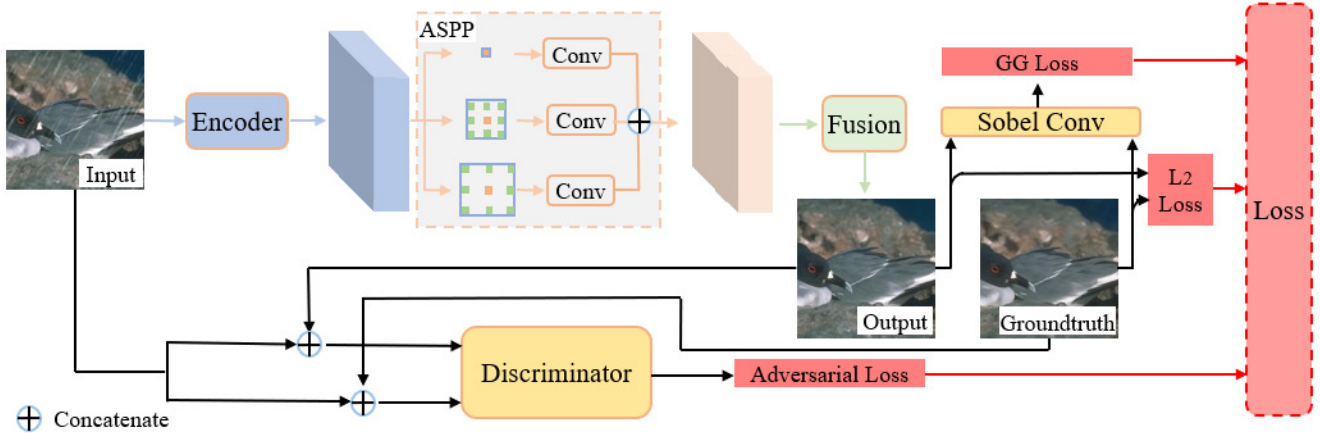 ASPP
Input
Encoder
Conv
Conv
Conv
Fusion
GG Loss
Sobel Conv
L2
Loss
Loss
Output
Groundtruth
Discriminator
Adversarial Loss
Concatenate